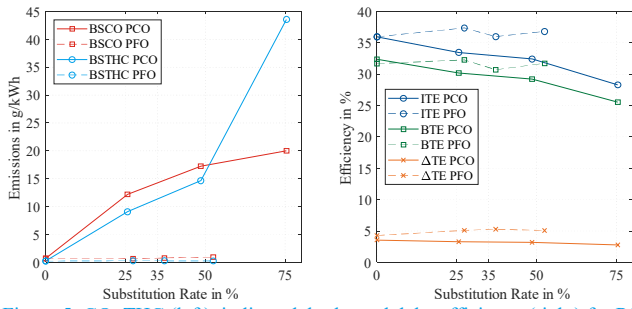 45
40
35
30
25
20
15
10
5
0
Emissions in g/kWh
BSCO PCO
BSCO PFO
BSTHC PCO
BSTHC PFO
0 25 37 50 75
Substitution Rate in %
40
35
30
25
20
15
10
5
0
Efficiency in %
ITE PCO
ITE PFO
BTE PCO
BTE PFO
ΔTE PCO
ΔTE PFO
0 25 37 50 75
Substitution Rate in %